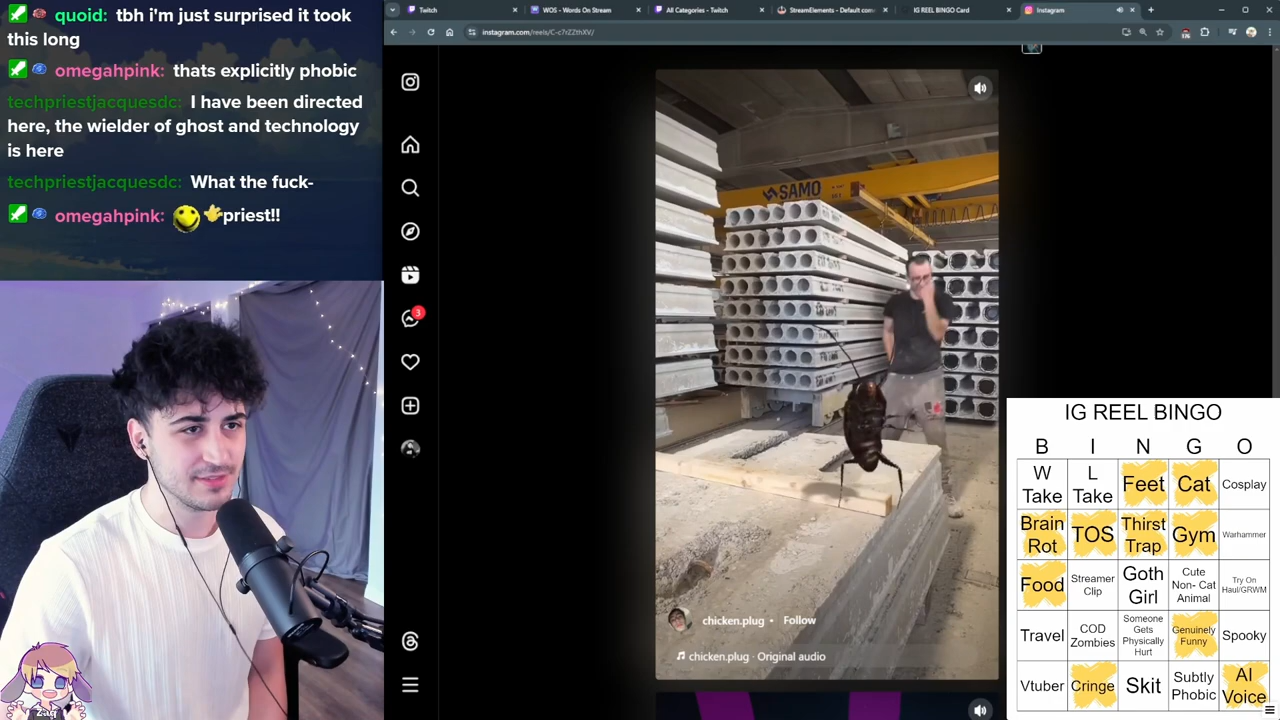 quoid: tbh i'm just surprised it took
this long
omegahpink: thats explicitly phobic
techpriestjacquesdc: I have been directed
here, the wielder of ghost and technology
is here
techpriestjacquesdc: What the fuck-
omegahpink: priest!!
Twitch
WOS - Words On Stream
All Categories - Twitch
StreamElements - Default com
IG REEL BINGO Card
Instagram
instagram.com/reels/C-c7rZZthXV/
3
SAMO
chicken.plug • Follow
chicken.plug · Original audio
IG REEL BINGO
B I N G O
W Take
L Take
Feet
Cat
Cosplay
Brain Rot
TOS
Thirst Trap
Gym
Warhammer
Food
Streamer Clip
Goth Girl
Cute Non- Cat Animal
Try On Haul/GRWM
Travel
COD Zombies
Someone Gets Physically Hurt
Genuinely Funny
Spooky
Vtuber
Cringe
Skit
Subtly Phobic
AI Voice